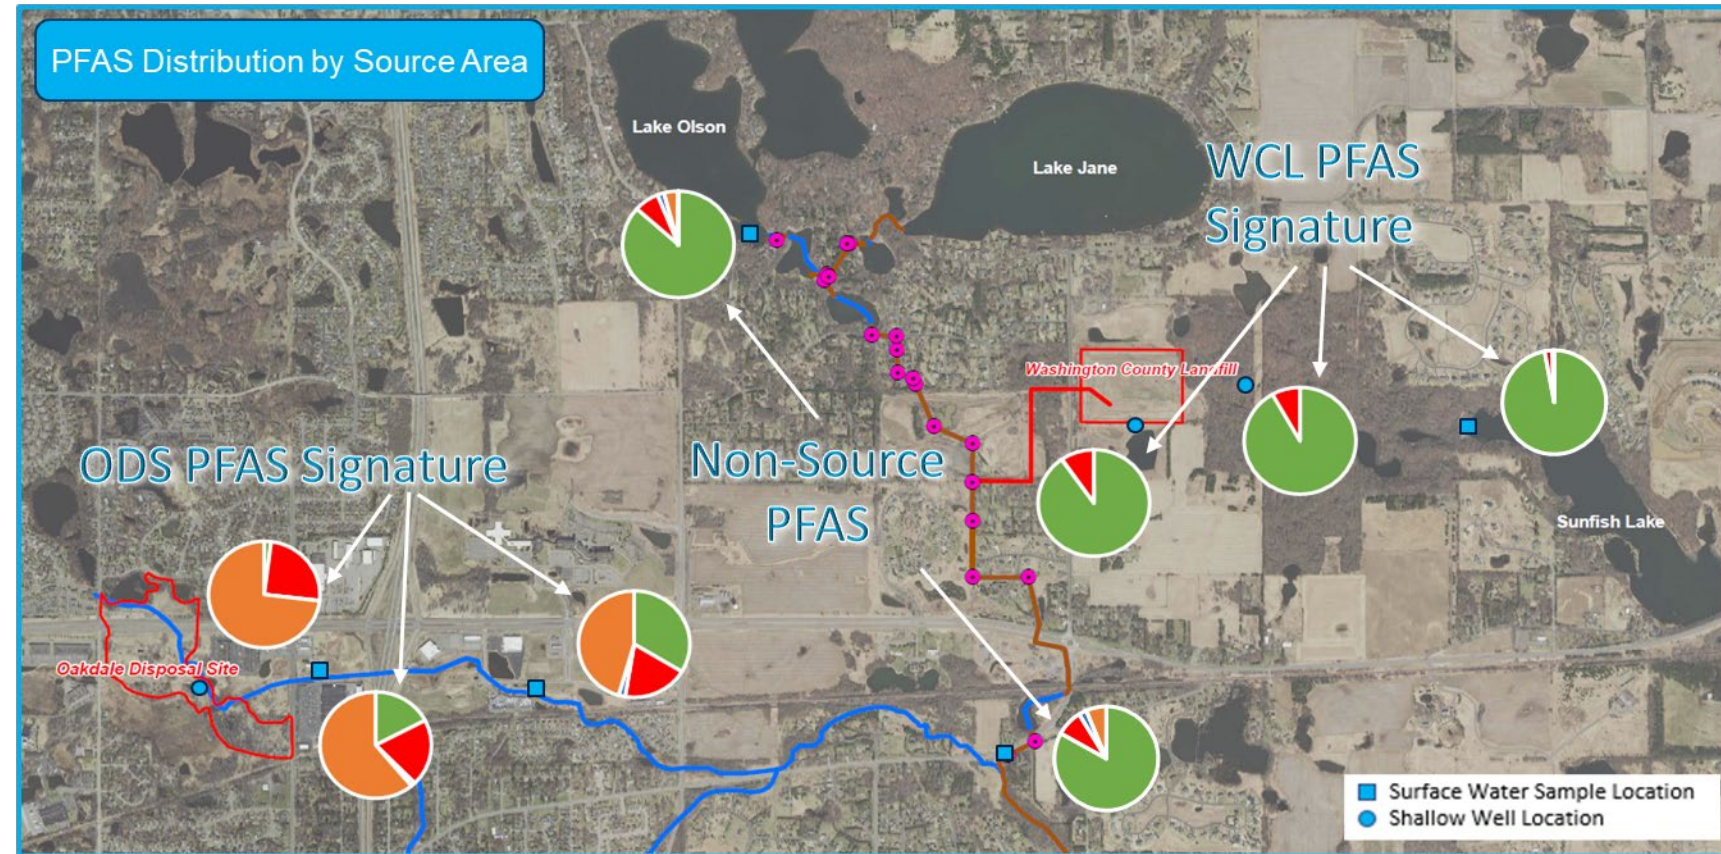 PFAS Distribution by Source Area
Lake Olson
Lake Jane
WCL PFAS
Signature
Washington County Landfill
ODS PFAS Signature
Non-Source
PFAS
Sunfish Lake
Oakdale Disposal Site
Surface Water Sample Location
Shallow Well Location